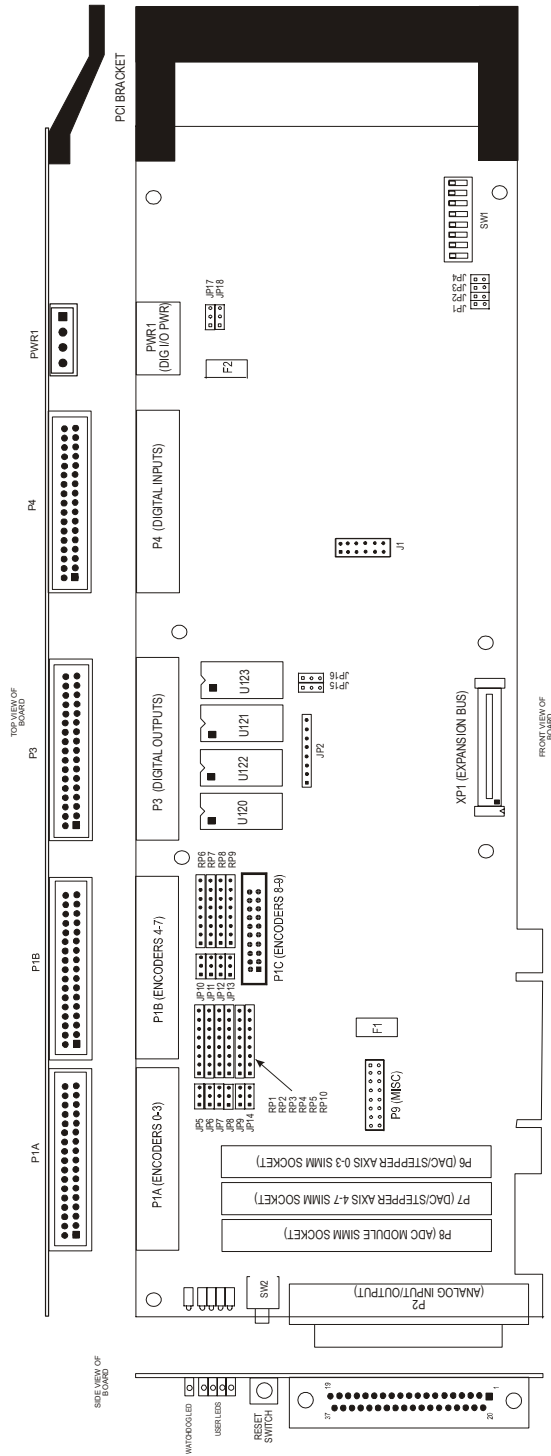 PCI BRACKET
PWR1
P4
TOP VIEW OF
BOARD
P3
P1B
P1A
SIDE VIEW OF
BOARD
SW1
JP1
JP2
JP3
JP4
JP17
JP18
PWR1
(DIG I/O PWR)
F2
P4 (DIGITAL INPUTS)
J1
P3 (DIGITAL OUTPUTS)
U123
U121
U122
U120
JP15
JP16
JP2
XP1 (EXPANSION BUS)
FRONT VIEW OF
BOARD
RP6
RP7
RP8
RP9
P1B (ENCODERS 4-7)
JP10
JP11
JP12
JP13
P1C (ENCODERS 8-9)
P1A (ENCODERS 0-3)
JP5
JP6
JP7
JP8
JP9
JP14
RP1
RP2
RP3
RP4
RP5
RP10
F1
P9 (MISC)
P6 (DAC/STEPPER AXIS 0-3 SIMM SOCKET)
P7 (DAC/STEPPER AXIS 4-7 SIMM SOCKET)
P8 (ADC MODULE SIMM SOCKET)
SW2
P2
(ANALOG INPUT/OUTPUT)
WATCHDOG LED
USER LEDS
RESET
SWITCH
19
37
1
20